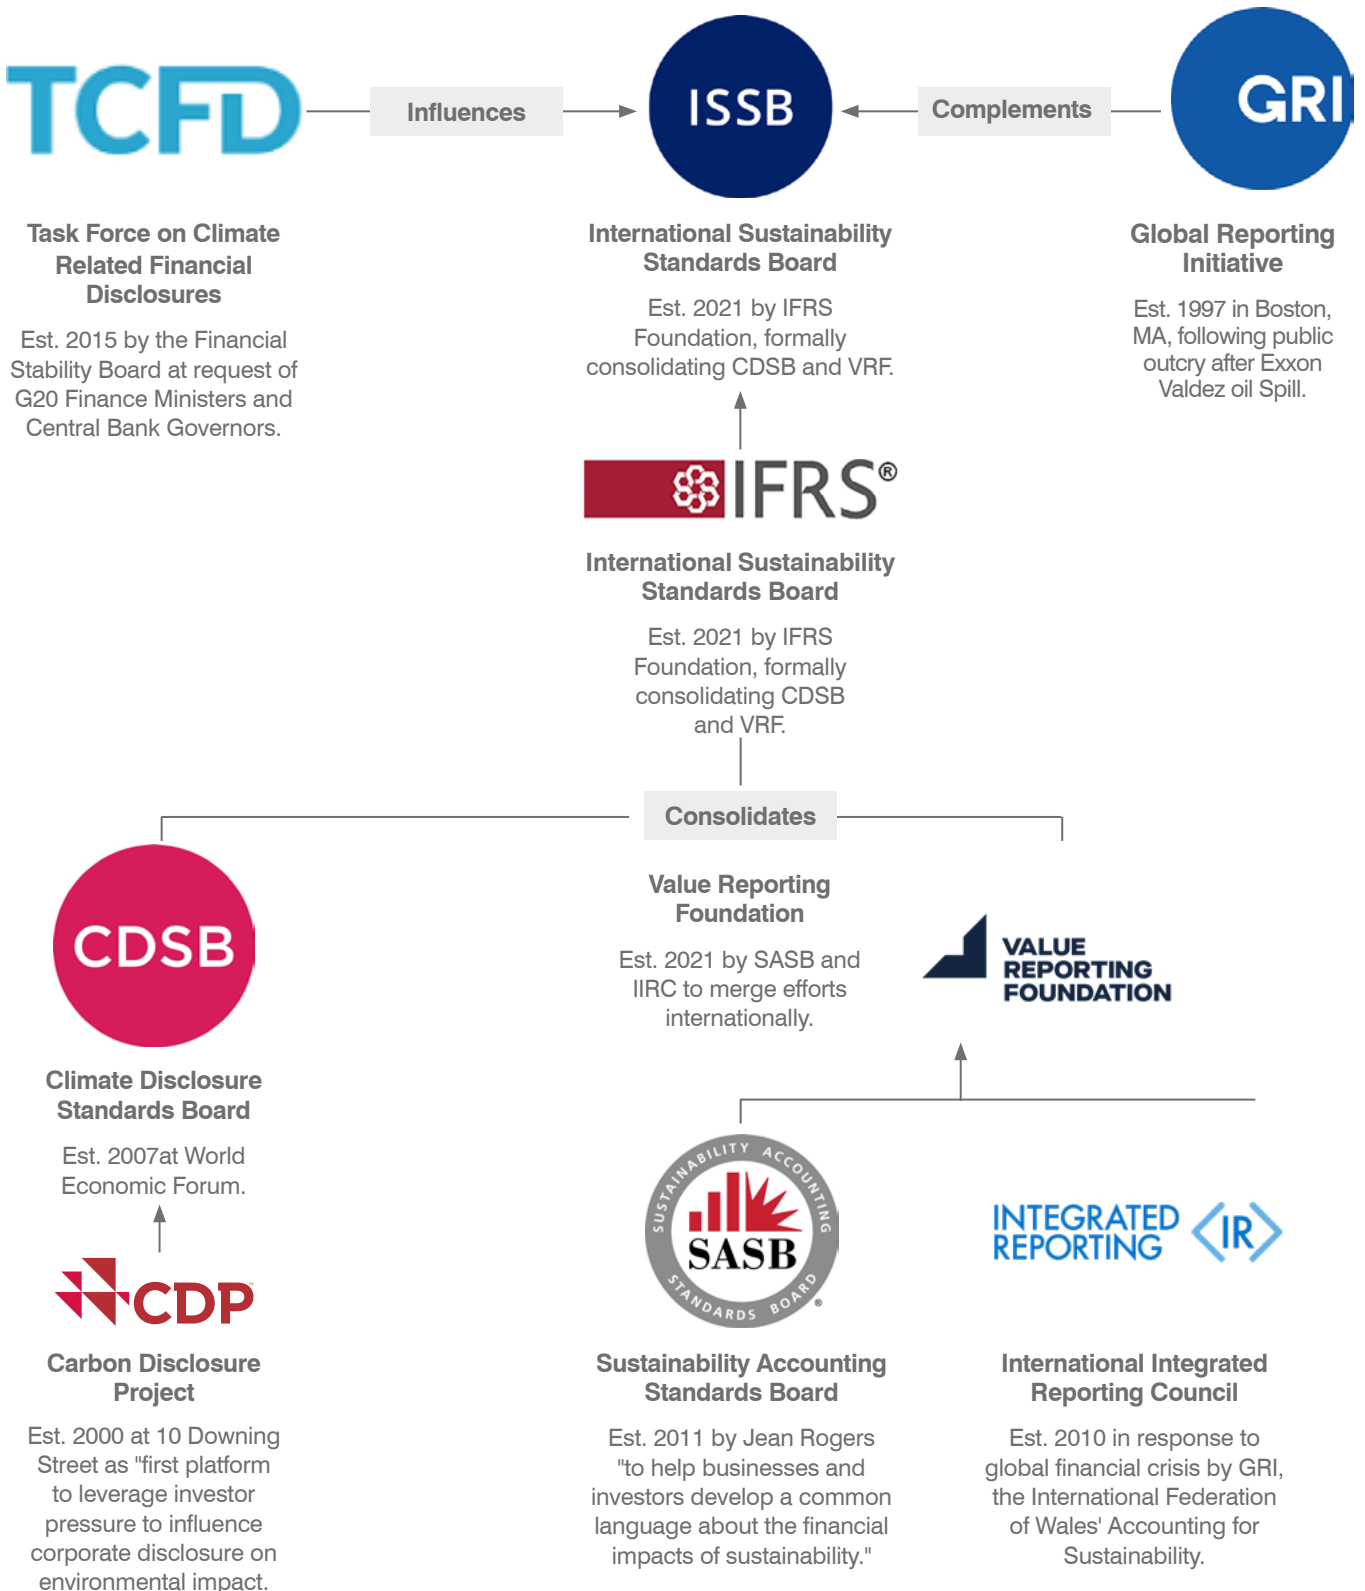 TCFD
Influences
ISSB
Complements
GRI
Task Force on Climate
Related Financial
Disclosures
Est. 2015 by the Financial
Stability Board at request of
G20 Finance Ministers and
Central Bank Governors.
International Sustainability
Standards Board
Est. 2021 by IFRS
Foundation, formally
consolidating CDSB and VRF.
Global Reporting
Initiative
Est. 1997 in Boston,
MA, following public
outcry after Exxon
Valdez oil Spill.
IFRS®
International Sustainability
Standards Board
Est. 2021 by IFRS
Foundation, formally
consolidating CDSB
and VRF.
Consolidates
CDSB
Climate Disclosure
Standards Board
Est. 2007at World
Economic Forum.
Value Reporting
Foundation
Est. 2021 by SASB and
IIRC to merge efforts
internationally.
VALUE
REPORTING
FOUNDATION
CDP
Carbon Disclosure
Project
Est. 2000 at 10 Downing
Street as "first platform
to leverage investor
pressure to influence
corporate disclosure on
environmental impact.
SUSTAINABILITY ACCOUNTING
SASB
STANDARDS BOARD ®
Sustainability Accounting
Standards Board
Est. 2011 by Jean Rogers
"to help businesses and
investors develop a common
language about the financial
impacts of sustainability."
INTEGRATED
REPORTING
<IR>
International Integrated
Reporting Council
Est. 2010 in response to
global financial crisis by GRI,
the International Federation
of Wales' Accounting for
Sustainability.